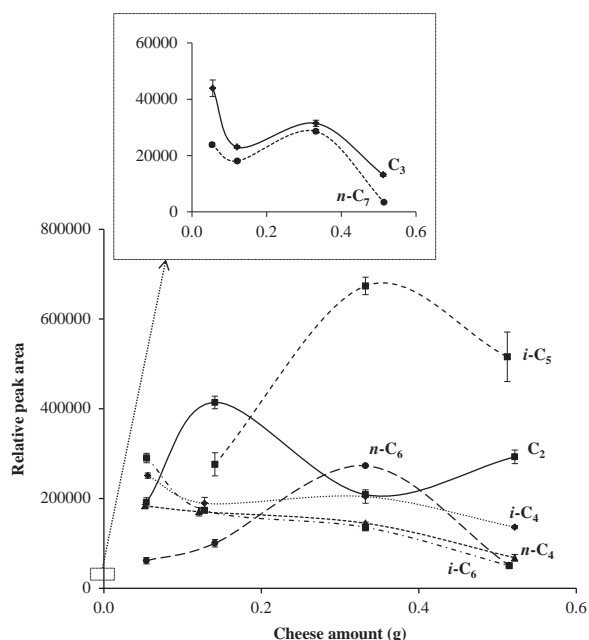 60000
40000
20000
0
C3
n-C7
0.0 0.2 0.4 0.6
800000
600000
400000
200000
0
Relative peak area
i-C5
n-C6
C2
i-C4
n-C4
i-C6
0.0 0.2 0.4 0.6
Cheese amount (g)